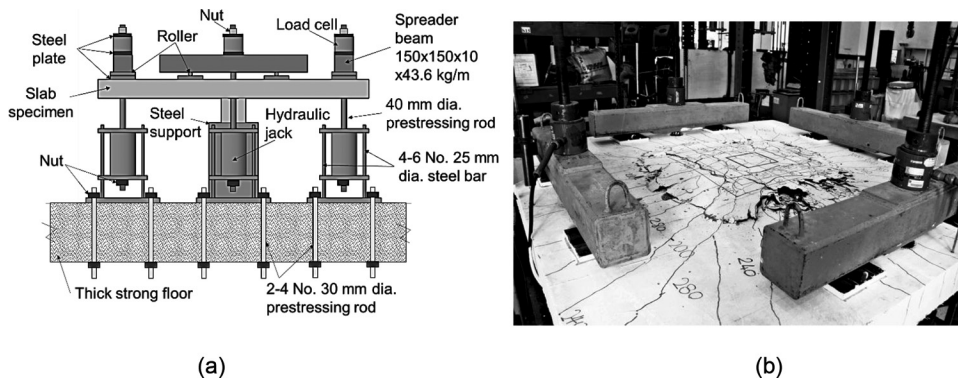 Steel
plate
Nut
Roller
Load cell
Spreader
beam
150x150x10
x43.6 kg/m
Slab
specimen
Steel
support
Hydraulic
jack
40 mm dia.
prestressing rod
Nut
4-6 No. 25 mm
dia. steel bar
Thick strong floor
2-4 No. 30 mm dia.
prestressing rod
200
240
280
(a)
(b)